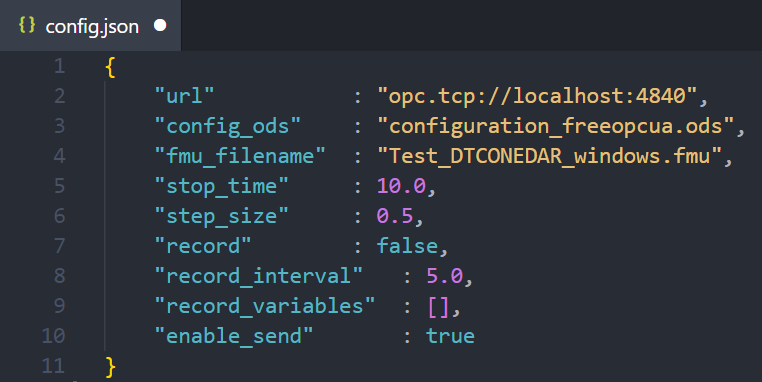 {} config.json ●
1 {
2 "url" : "opc.tcp://localhost:4840",
3 "config_ods" : "configuration_freeopcua.ods",
4 "fmu_filename" : "Test_DTCONEDAR_windows.fmu",
5 "stop_time" : 10.0,
6 "step_size" : 0.5,
7 "record" : false,
8 "record_interval" : 5.0,
9 "record_variables" : [],
10 "enable_send" : true
11 }